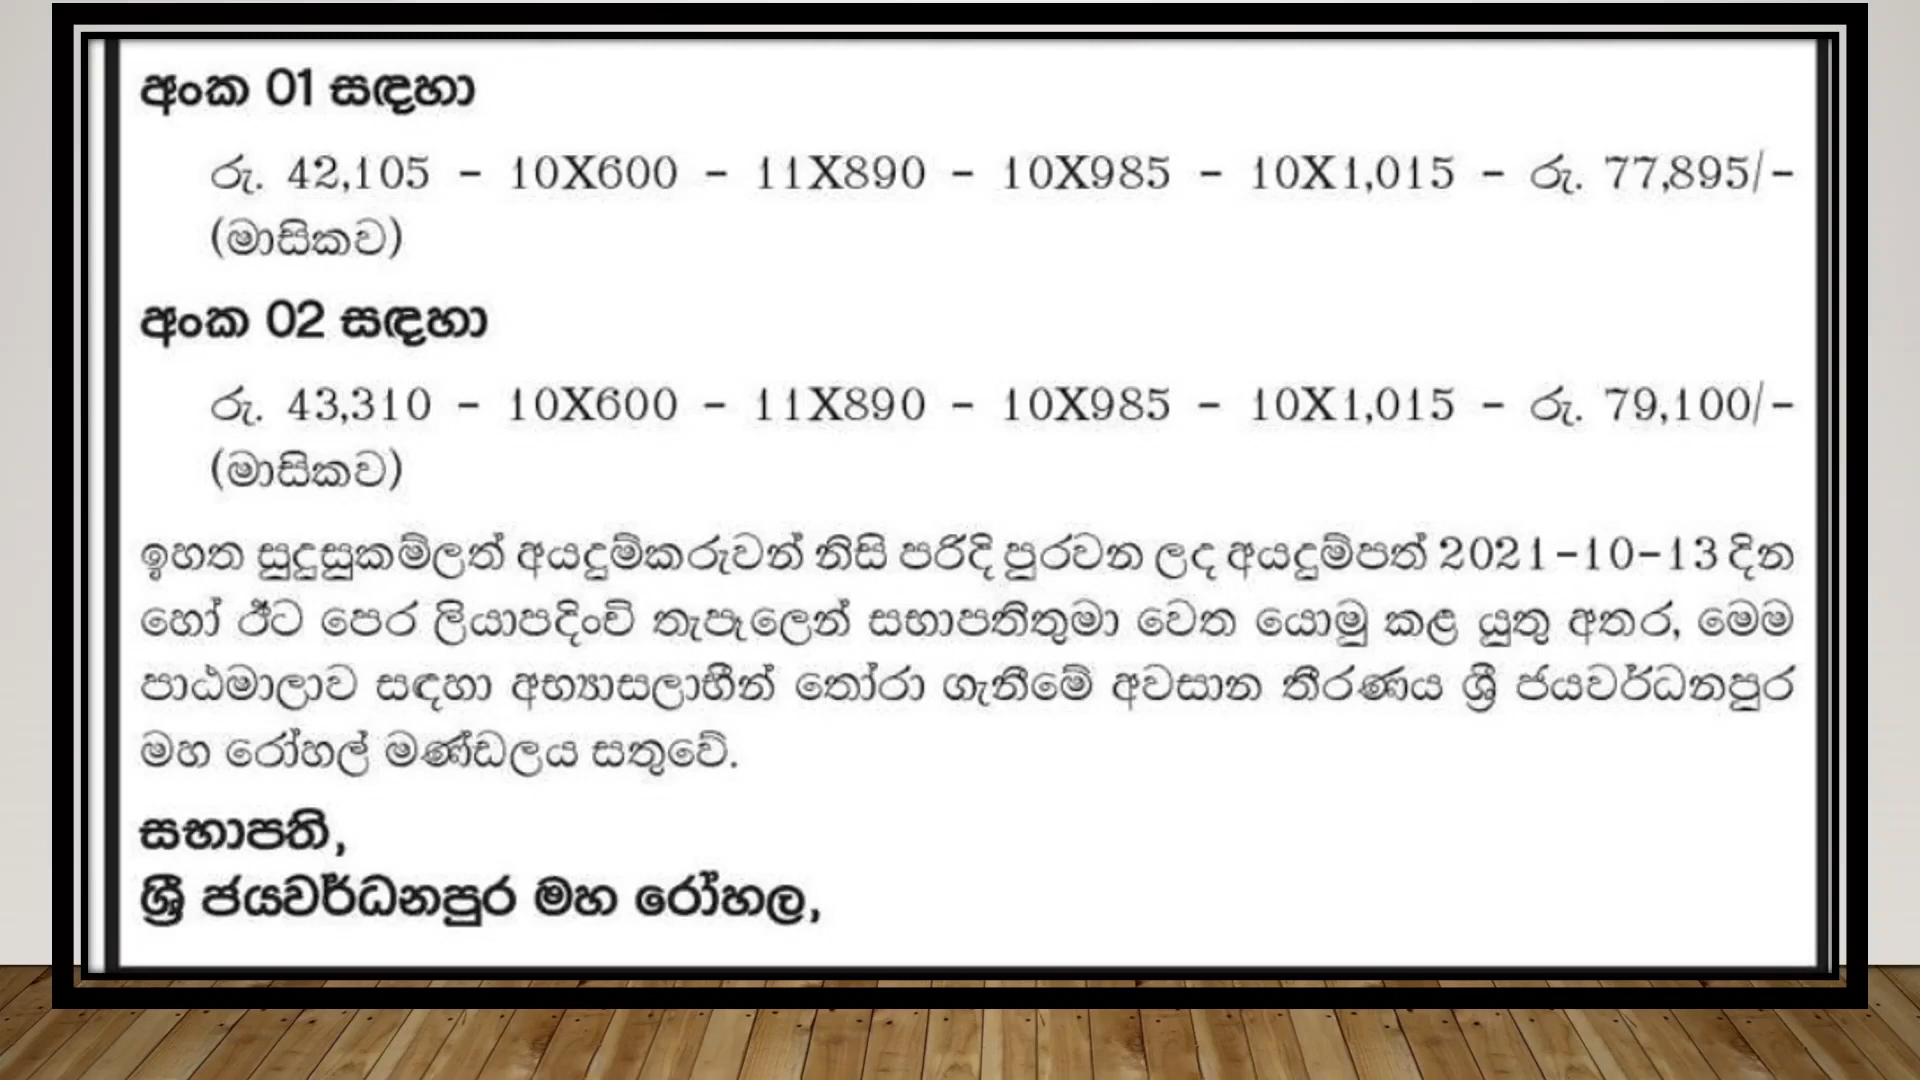 අංක 01 සඳහා
රු. 42,105 – 10X600 – 11X890 – 10X985 – 10X1,015 – රු. 77,895/–
(මාසිකව)
අංක 02 සඳහා
රු. 43,310 – 10X600 – 11X890 – 10X985 – 10X1,015 – රු. 79,100/–
(මාසිකව)
ඉහත සුදුසුකම්ලත් අයදුම්කරුවන් නිසි පරිදි පුරවන ලද අයදුම්පත් 2021-10-13 දින
හෝ ඊට පෙර ලියාපදිංචි තැපෑලෙන් සභාපතිතුමා වෙත යොමු කළ යුතු අතර, මෙම
පාඨමාලාව සඳහා අභ්‍යාසලාභීන් තෝරා ගැනීමේ අවසාන තීරණය ශ්‍රී ජයවර්ධනපුර
මහ රෝහල් මණ්ඩලය සතුවේ.
සභාපති,
ශ්‍රී ජයවර්ධනපුර මහ රෝහල,